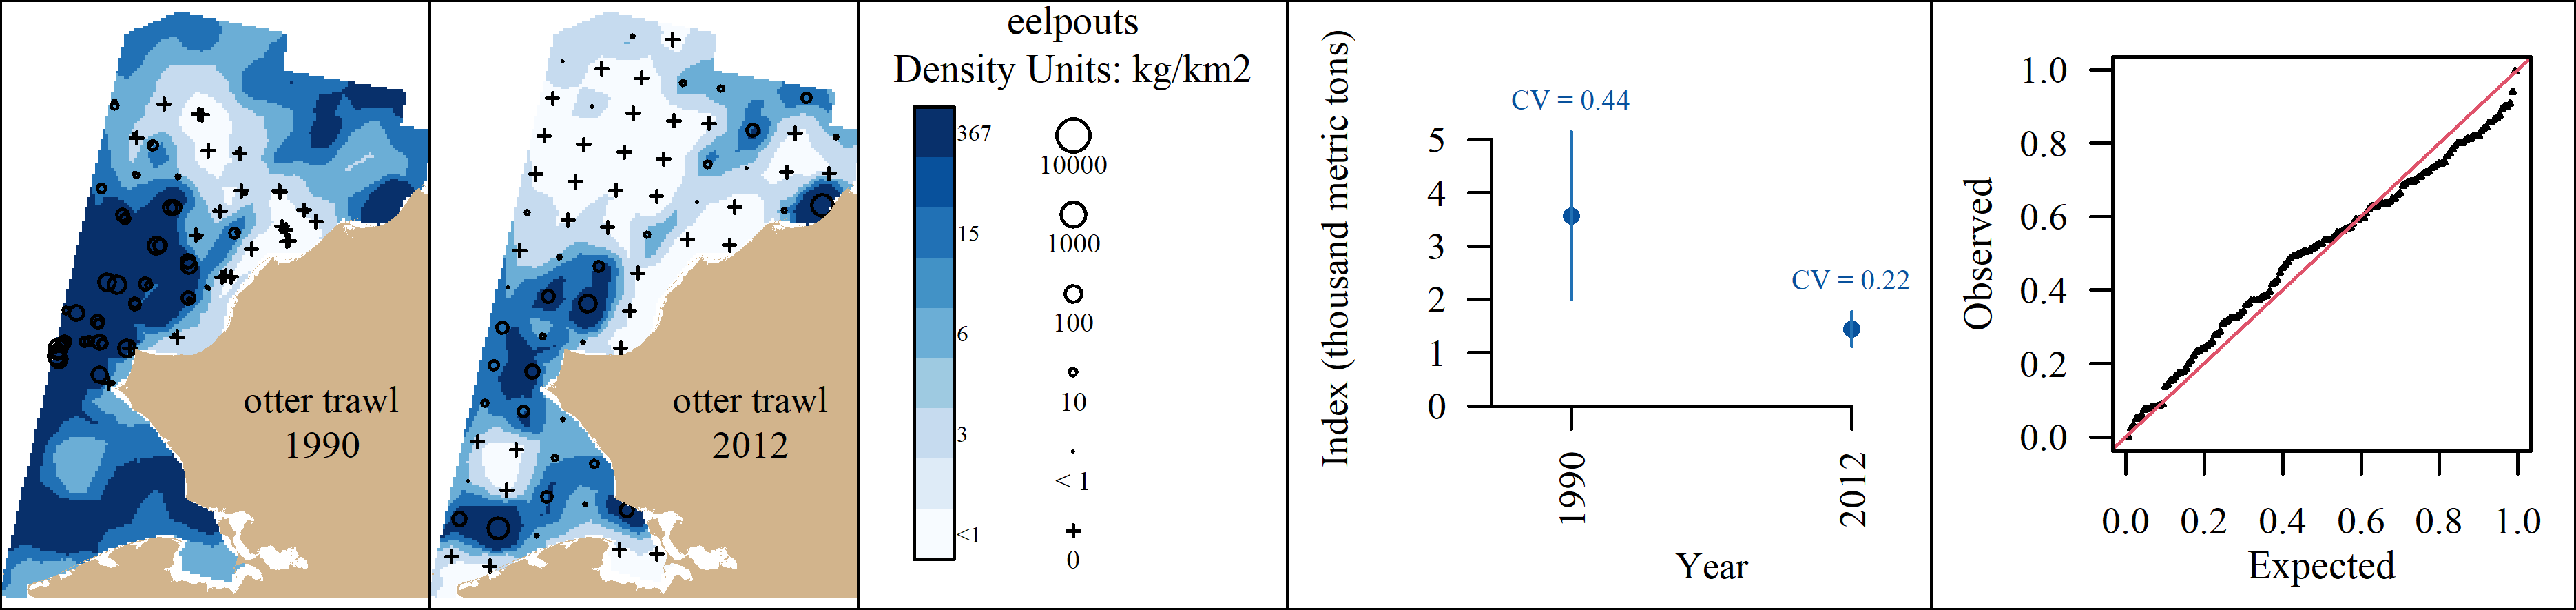 otter trawl
1990
otter trawl
2012
eelpouts
Density Units: kg/km2
367
15
6
3
<1
10000
1000
100
10
< 1
0
Index (thousand metric tons)
5
4
3
2
1
0
CV = 0.44
CV = 0.22
1990
2012
Year
Observed
1.0
0.8
0.6
0.4
0.2
0.0
0.0 0.2 0.4 0.6 0.8 1.0
Expected